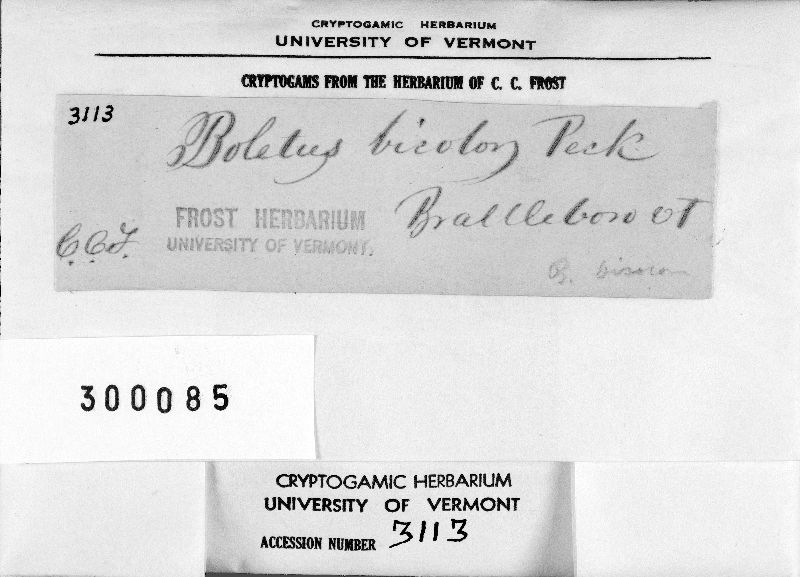 CRYPTOGAMIC HERBARIUM
UNIVERSITY OF VERMONT
CRYPTOGAMS FROM THE HERBARIUM OF C. C. FROST
3113
Boletus bicolor Peck
FROST HERBARIUM
UNIVERSITY OF VERMONT.
Brattleboro VT
C.C.F.
B. bicolor
300085
CRYPTOGAMIC HERBARIUM
UNIVERSITY OF VERMONT
ACCESSION NUMBER 3113